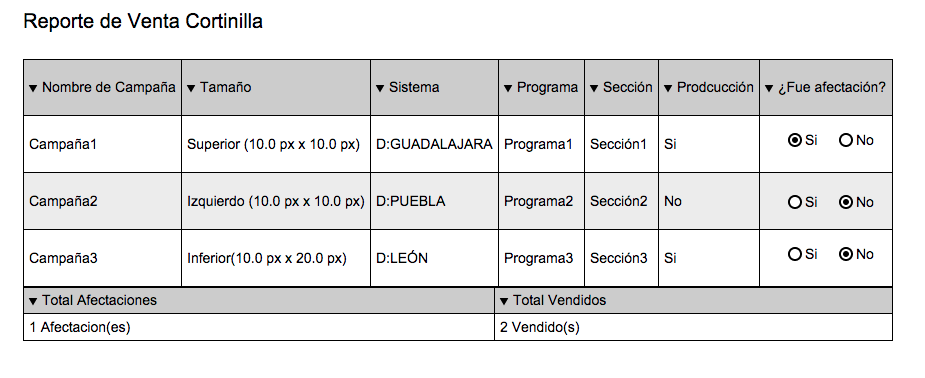 Reporte de Venta Cortinilla
▼ Nombre de Campaña ▼ Tamaño ▼ Sistema ▼ Programa ▼ Sección ▼ Prodcucción ▼ ¿Fue afectación?
Campaña1 Superior (10.0 px x 10.0 px) D:GUADALAJARA Programa1 Sección1 Si Si No
Campaña2 Izquierdo (10.0 px x 10.0 px) D:PUEBLA Programa2 Sección2 No Si No
Campaña3 Inferior(10.0 px x 20.0 px) D:LEÓN Programa3 Sección3 Si Si No
▼ Total Afectaciones ▼ Total Vendidos
1 Afectacion(es) 2 Vendido(s)